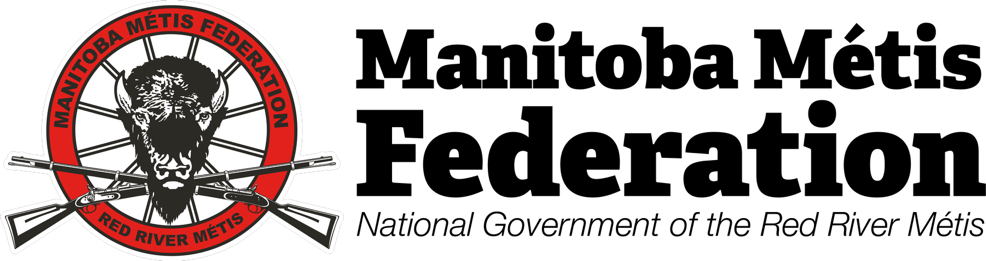 MANITOBA MÉTIS FEDERATION
RED RIVER MÉTIS
Manitoba Métis
Federation
National Government of the Red River Métis